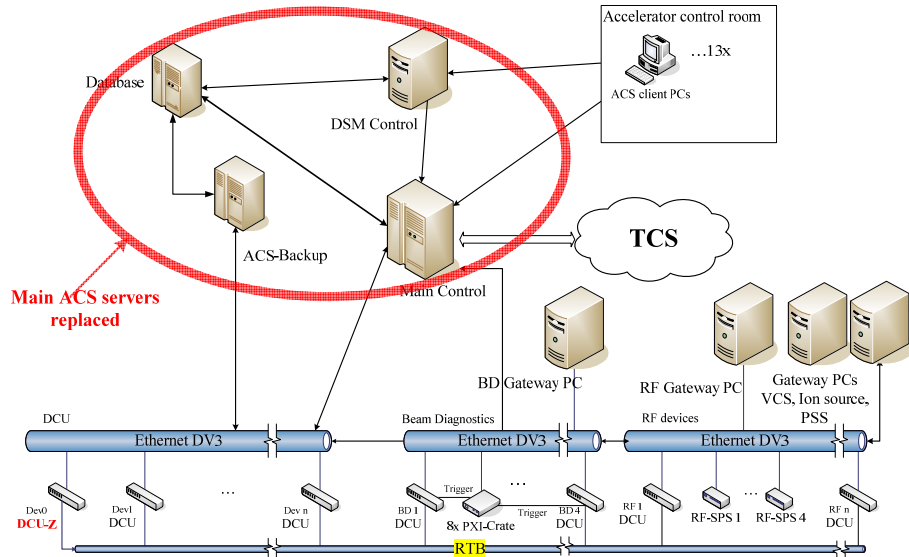 Accelerator control room
…13x
ACS client PCs
Database
DSM Control
ACS-Backup
TCS
Main Control
Main ACS servers
replaced
BD Gateway PC
RF Gateway PC
Gateway PCs
VCS, Ion source,
PSS
DCU
Beam Diagnostics
RF devices
Ethernet DV3
Ethernet DV3
Ethernet DV3
...
...
...
Trigger
Trigger
Dev0
DCU-Z
Dev1
DCU
Dev n
DCU
BD 1
DCU
8x PXI-Crate
BD 4
DCU
RF 1
DCU
RF-SPS 1
RF-SPS 4
RF n
DCU
RTB